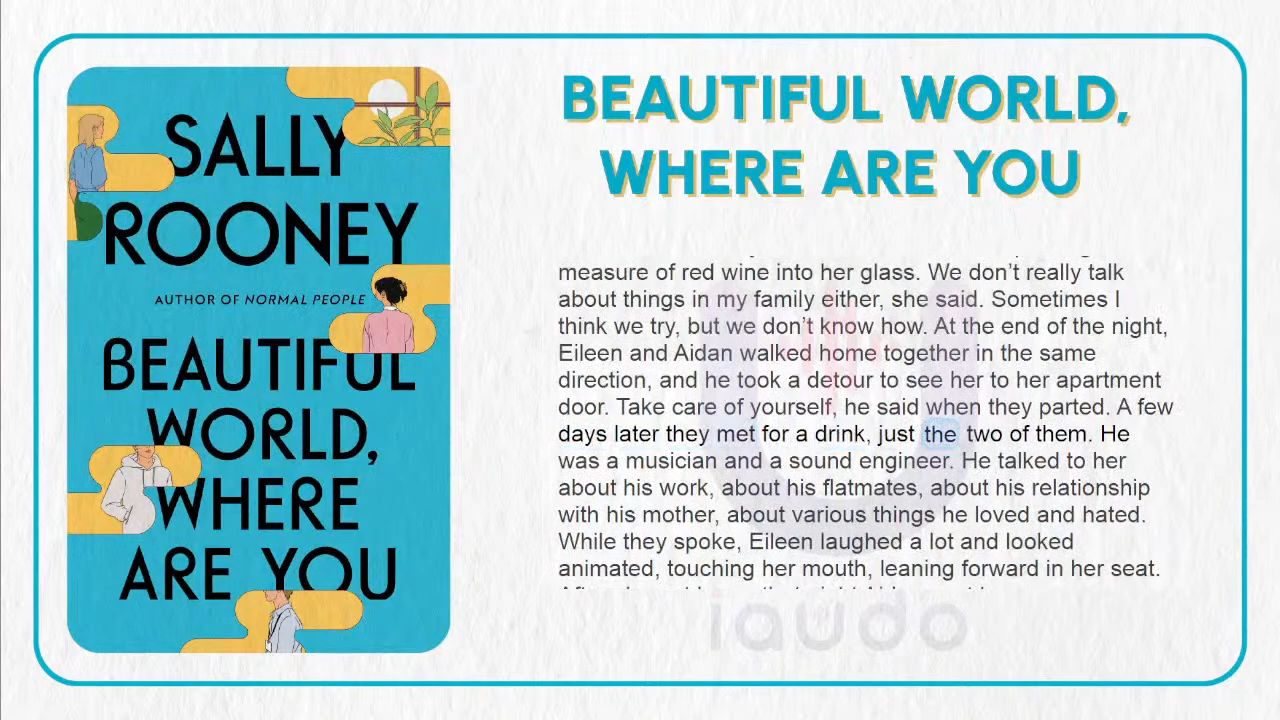 SALLY
ROONEY
AUTHOR OF NORMAL PEOPLE
BEAUTIFUL
WORLD,
WHERE
ARE YOU
BEAUTIFUL WORLD,
WHERE ARE YOU
measure of red wine into her glass. We don’t really talk
about things in my family either, she said. Sometimes I
think we try, but we don’t know how. At the end of the night,
Eileen and Aidan walked home together in the same
direction, and he took a detour to see her to her apartment
door. Take care of yourself, he said when they parted. A few
days later they met for a drink, just the two of them. He
was a musician and a sound engineer. He talked to her
about his work, about his flatmates, about his relationship
with his mother, about various things he loved and hated.
While they spoke, Eileen laughed a lot and looked
animated, touching her mouth, leaning forward in her seat.
iaudo